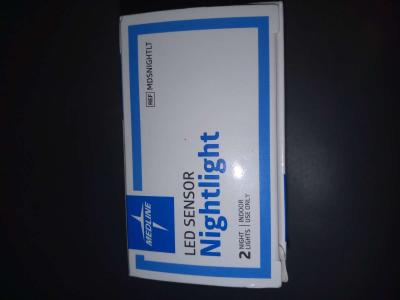 MEDLINE
LED SENSOR
Nightlight
2 NIGHT LIGHTS | INDOOR USE ONLY
REF MDSNIGHTLT